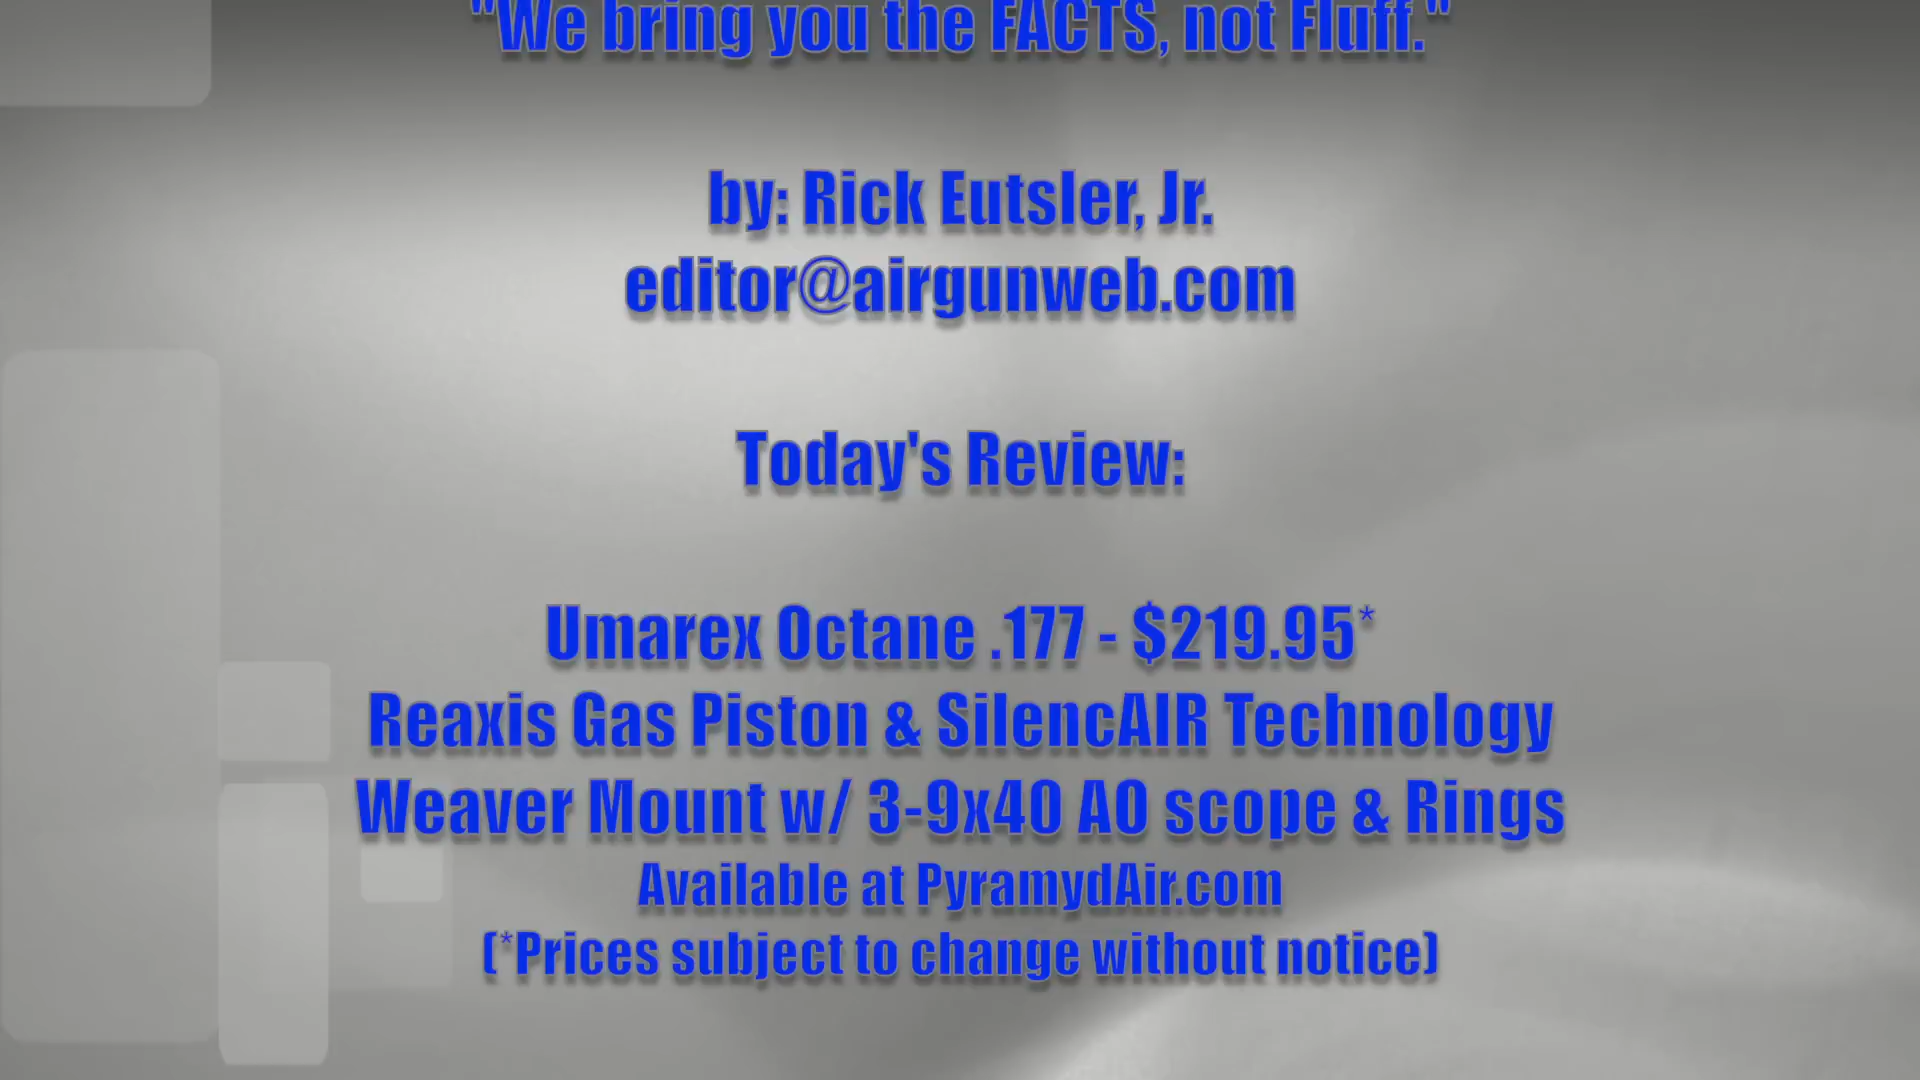 "We bring you the FACTS, not Fluff."
by: Rick Eutsler, Jr.
editor@airgunweb.com
Today's Review:
Umarex Octane .177 - $219.95*
Reaxis Gas Piston & SilencAIR Technology
Weaver Mount w/ 3-9x40 AO scope & Rings
Available at PyramydAir.com
(*Prices subject to change without notice)